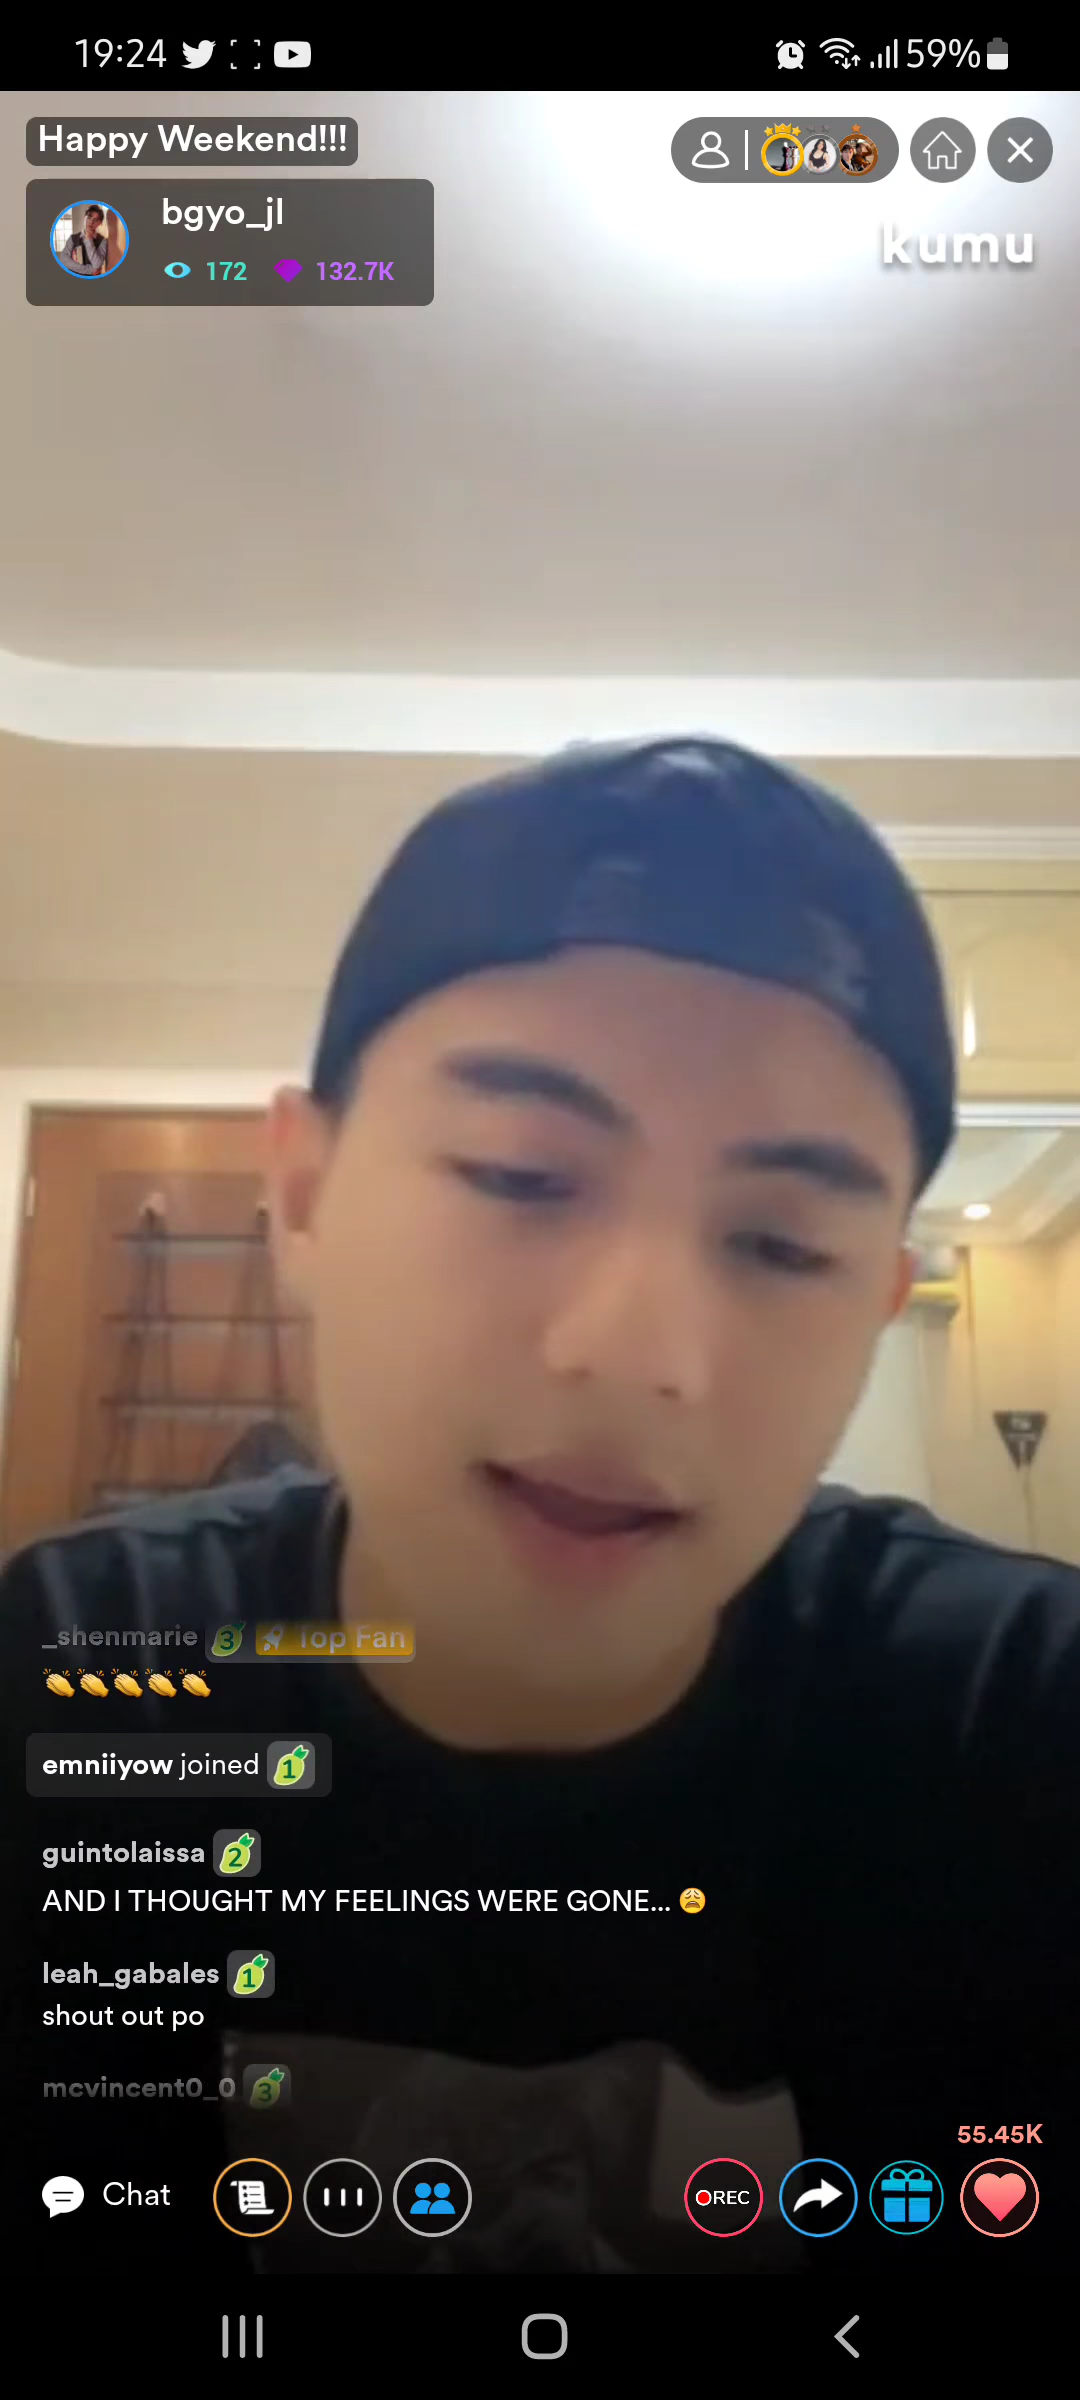 19:24
59%
Happy Weekend!!!
bgyo_jl
172 132.7K
kumu
_shenmarie 3 Top Fan
👏👏👏👏👏
emniiyow joined 1
guintolaissa 2
AND I THOUGHT MY FEELINGS WERE GONE... 😩
leah_gabales 1
shout out po
mcvincent0_0 3
55.45K
Chat
REC